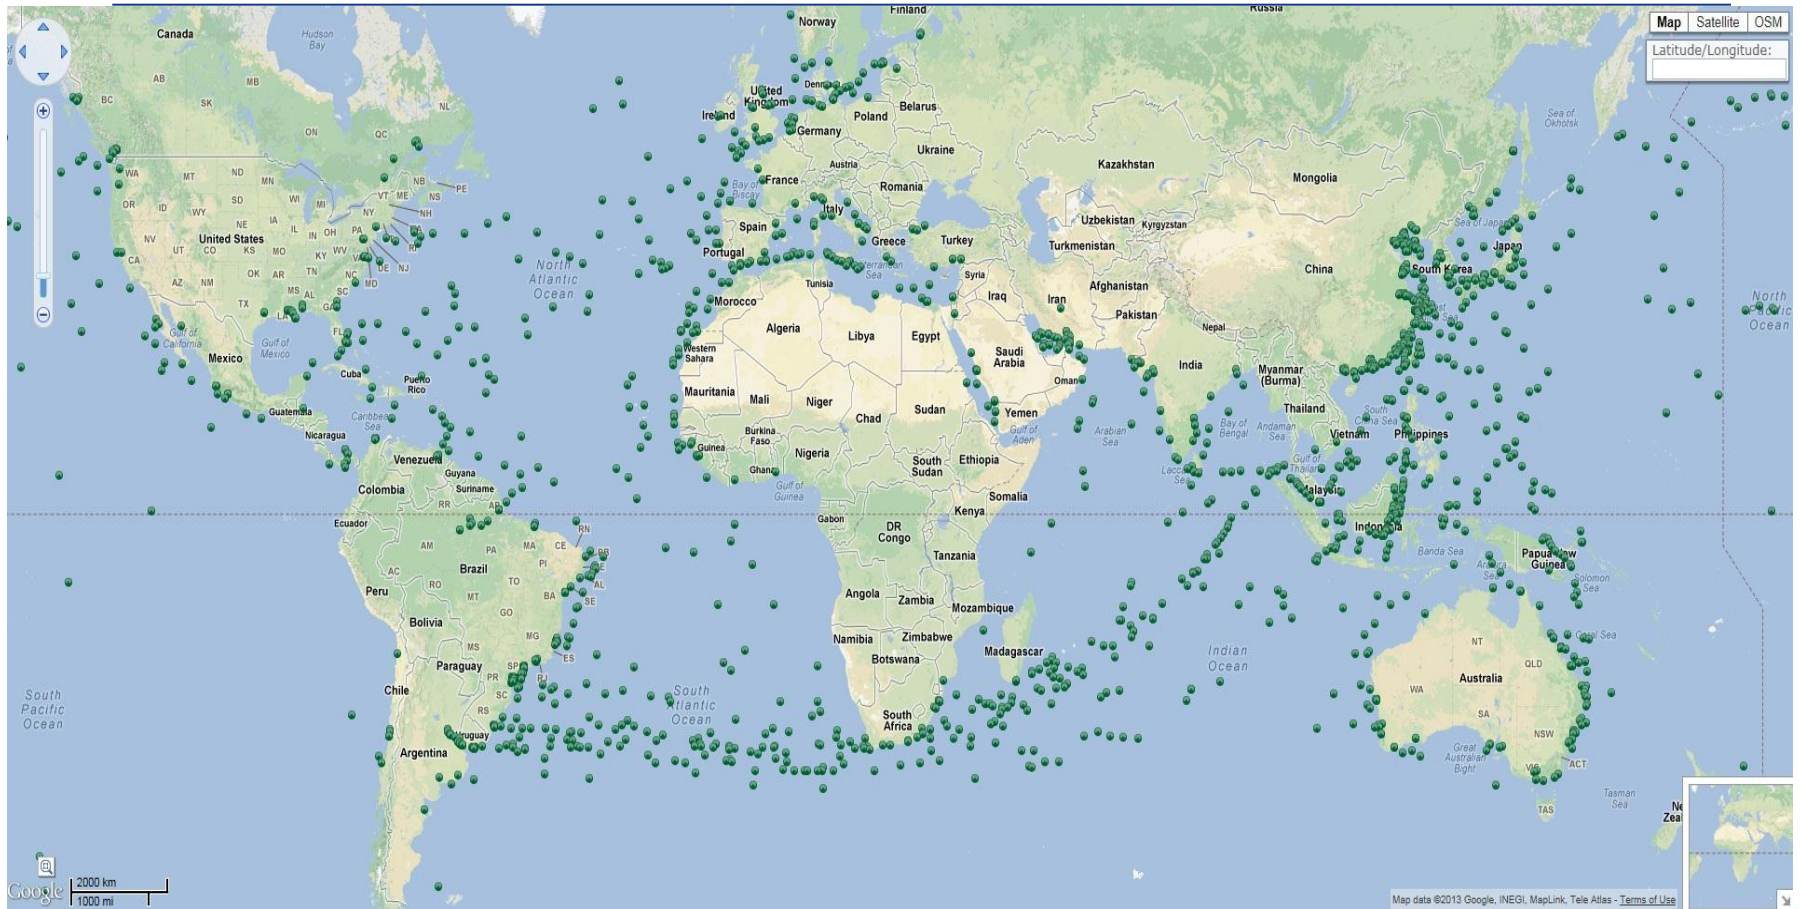 Finland
Russia
Norway
Canada
Hudson
Bay
Map
Satellite
OSM
Latitude/Longitude:
AB
MB
BC
SK
NL
ON
QC
United
Kingdom
Ireland
Poland
Belarus
Germany
Ukraine
Austria
France
Romania
Bay of
Biscay
Italy
Spain
Portugal
Greece
Turkey
Kazakhstan
Mongolia
Uzbekistan
Kyrgyzstan
Turkmenistan
Sea of
Okhotsk
Sea of Japan
Japan
South Korea
China
WA
MT
ND
MN
OR
ID
WY
SD
WI
MI
NB
PE
VT
ME
NS
NH
NY
NV
UT
CO
NE
IA
IL
IN
OH
PA
United States
KS
MO
KY
WV
CA
AZ
NM
OK
AR
TN
NC
DE
NJ
MD
TX
MS
AL
SC
LA
GA
FL
Gulf of
California
Gulf of
Mexico
Mexico
Cuba
Puerto
Rico
Guatemala
Caribbean
Sea
Nicaragua
North
Atlantic
Ocean
Tunisia
Morocco
Algeria
Libya
Egypt
Western
Sahara
Mauritania
Mali
Niger
Chad
Sudan
Syria
Iraq
Iran
Afghanistan
Pakistan
Nepal
Saudi
Arabia
Oman
Yemen
Gulf of
Aden
Arabian
Sea
India
Bay of
Bengal
Myanmar
(Burma)
Thailand
Andaman
Sea
Vietnam
Philippines
Gulf of
Thailand
North
Pacific
Ocean
Burkina
Faso
Guinea
Ghana
Nigeria
Gulf of
Guinea
South
Sudan
Ethiopia
Somalia
Kenya
Gabon
DR
Congo
Tanzania
Angola
Zambia
Mozambique
Namibia
Zimbabwe
Botswana
Madagascar
South
Africa
Venezuela
Guyana
Suriname
Colombia
RR
AP
Ecuador
AM
PA
MA
CE
RN
PB
PI
AC
RO
TO
AL
SE
BA
Brazil
MT
GO
Peru
Bolivia
MG
MS
ES
SP
RJ
Paraguay
PR
SC
RS
Chile
Uruguay
Argentina
South
Pacific
Ocean
South
Atlantic
Ocean
Indian
Ocean
Malaysia
Indonesia
Banda Sea
Papua New
Guinea
Solomon
Sea
Coral Sea
NT
QLD
Australia
WA
SA
NSW
ACT
VIC
TAS
Great
Australian
Bight
Tasman
Sea
Google
2000 km
1000 mi
Map data ©2013 Google, INEGI, MapLink, Tele Atlas - Terms of Use